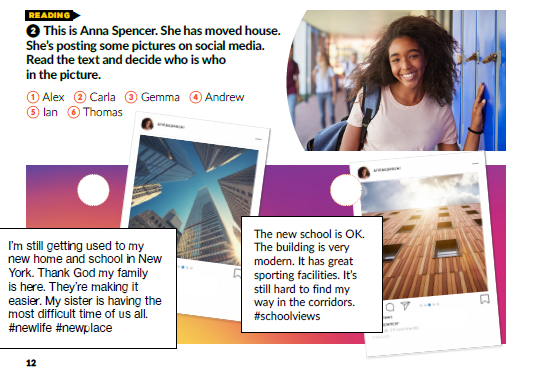 READING
2 This is Anna Spencer. She has moved house.
She's posting some pictures on social media.
Read the text and decide who is who
in the picture.
1 Alex 2 Carla 3 Gemma 4 Andrew
5 Ian 6 Thomas
I'm still getting used to my
new home and school in New
York. Thank God my family
is here. They're making it
easier. My sister is having the
most difficult time of us all.
#newlife #newplace
The new school is OK.
The building is very
modern. It has great
sporting facilities. It's
still hard to find my
way in the corridors.
#schoolviews
12